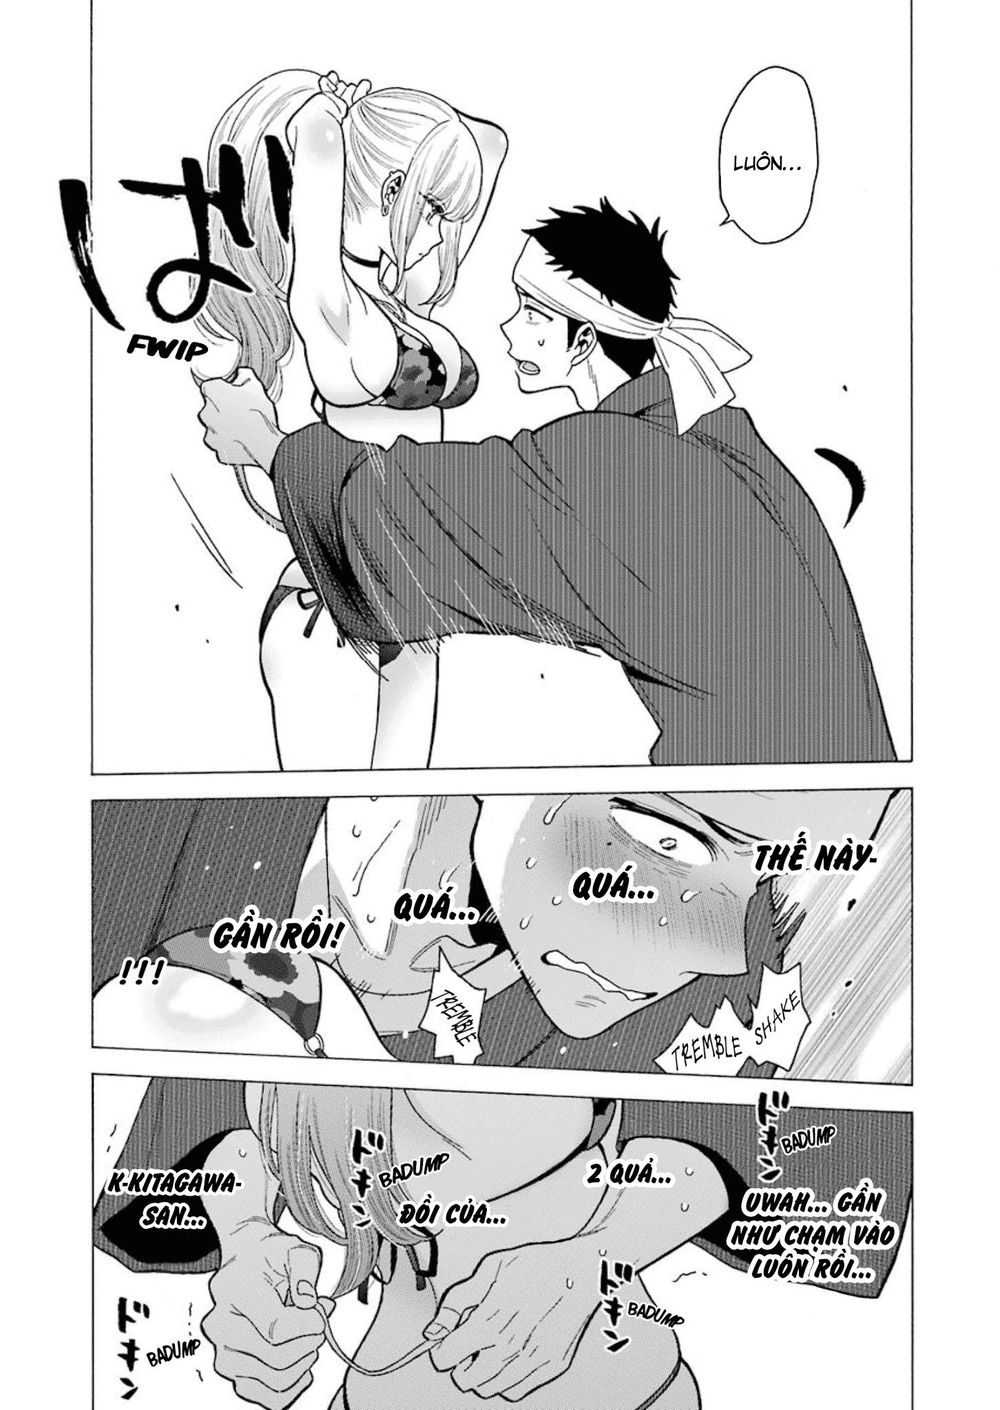 LUÔN...
ば
FWIP
THẾ NÀY-
QUÁ...
QUÁ...
GẦN RỒI!
!!!
TREMBLE
TREMBLE SHAKE
ドキン
BADUMP
UWAH... GẦN
NHƯ CHẠM VÀO
LUÔN RỒI...
2 QUẢ...
ドキン
BADUMP
ĐỒI CỦA...
K-KITAGAWA-
SAN...
ドキン
BADUMP
ドキン
BADUMP